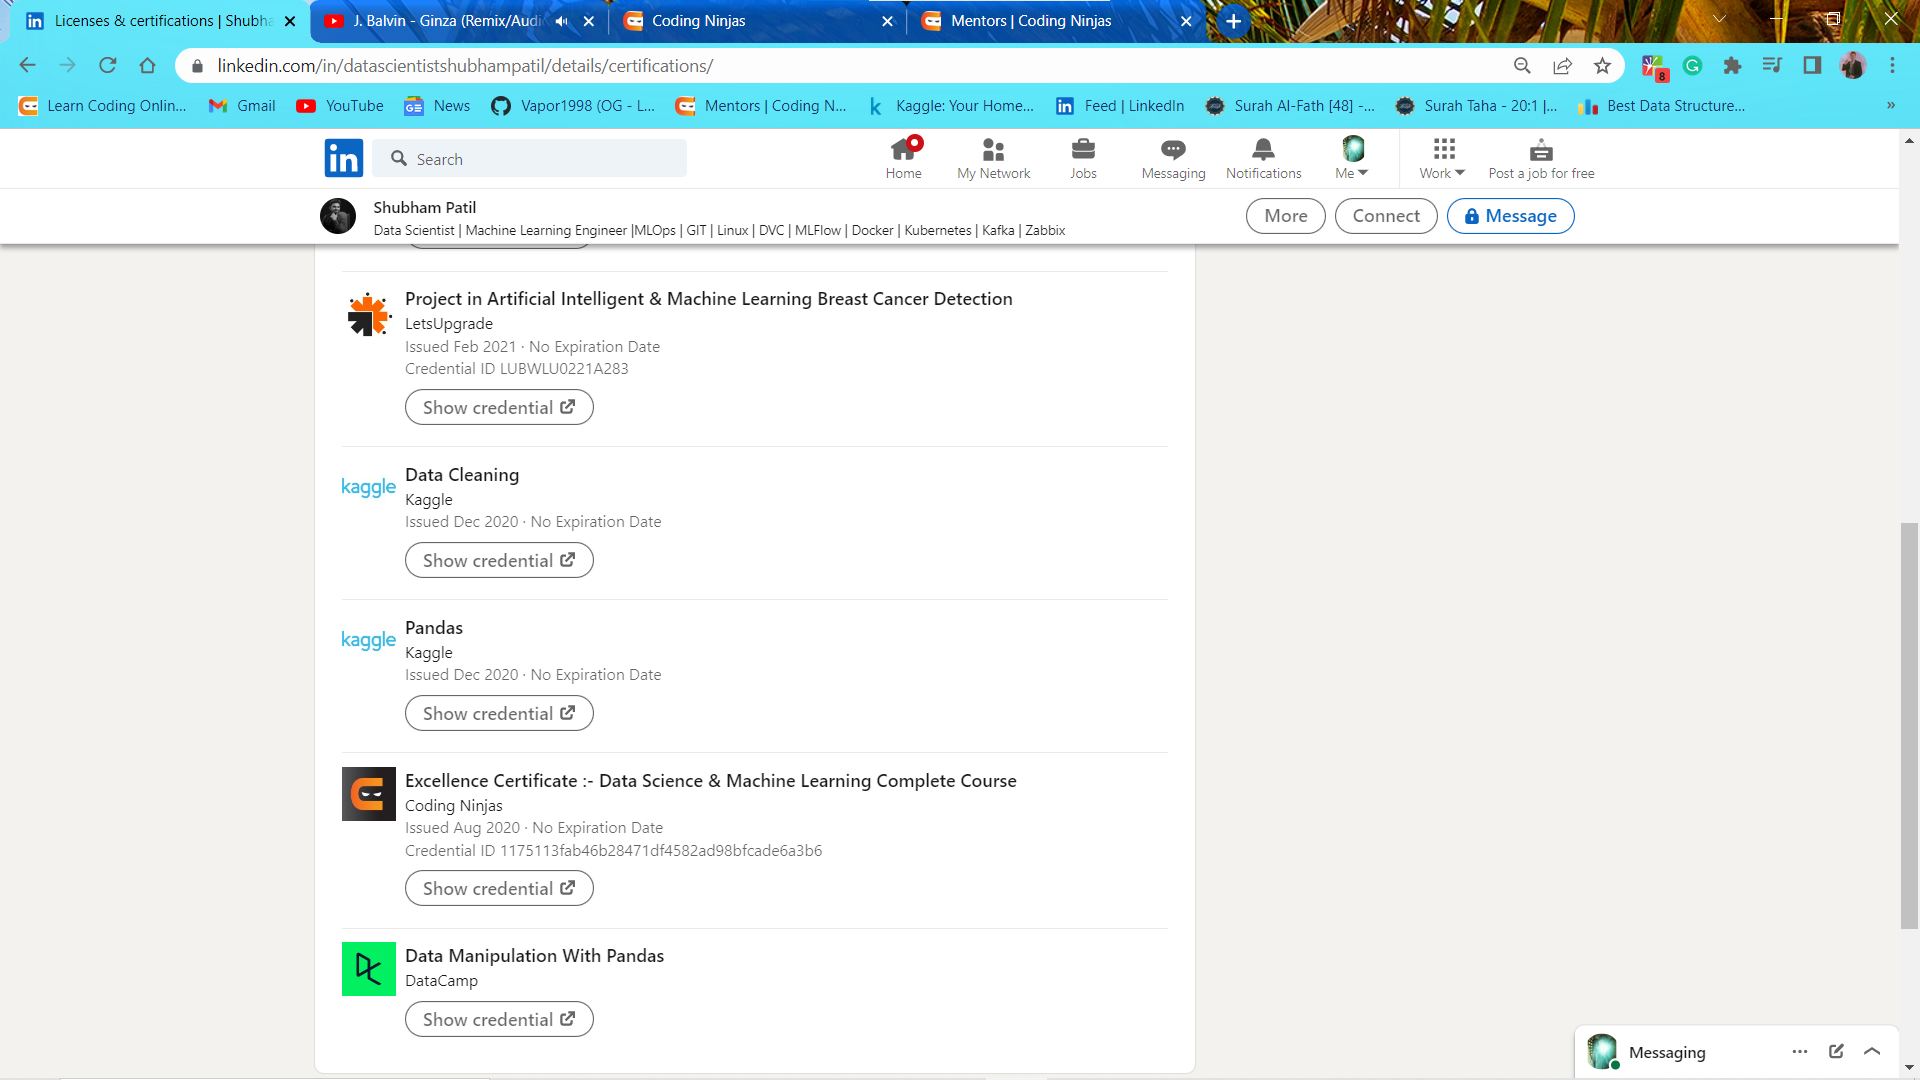 Licenses & certifications | Shubha
J. Balvin - Ginza (Remix/Audi
Coding Ninjas
Mentors | Coding Ninjas
linkedin.com/in/datascientistshubhampatil/details/certifications/
8
Learn Coding Onlin...
Gmail
YouTube
News
Vapor1998 (OG - L...
Mentors | Coding N...
Kaggle: Your Home...
Feed | LinkedIn
Surah Al-Fath [48] -...
Surah Taha - 20:1 |...
Best Data Structure...
»
in
Search
Home
My Network
Jobs
Messaging
Notifications
Me
Work
Post a job for free
Shubham Patil
Data Scientist | Machine Learning Engineer |MLOps | GIT | Linux | DVC | MLFlow | Docker | Kubernetes | Kafka | Zabbix
More
Connect
Message
Project in Artificial Intelligent & Machine Learning Breast Cancer Detection
LetsUpgrade
Issued Feb 2021 · No Expiration Date
Credential ID LUBWLU0221A283
Show credential
kaggle
Data Cleaning
Kaggle
Issued Dec 2020 · No Expiration Date
Show credential
kaggle
Pandas
Kaggle
Issued Dec 2020 · No Expiration Date
Show credential
Excellence Certificate :- Data Science & Machine Learning Complete Course
Coding Ninjas
Issued Aug 2020 · No Expiration Date
Credential ID 1175113fab46b28471df4582ad98bfcade6a3b6
Show credential
Data Manipulation With Pandas
DataCamp
Show credential
Messaging